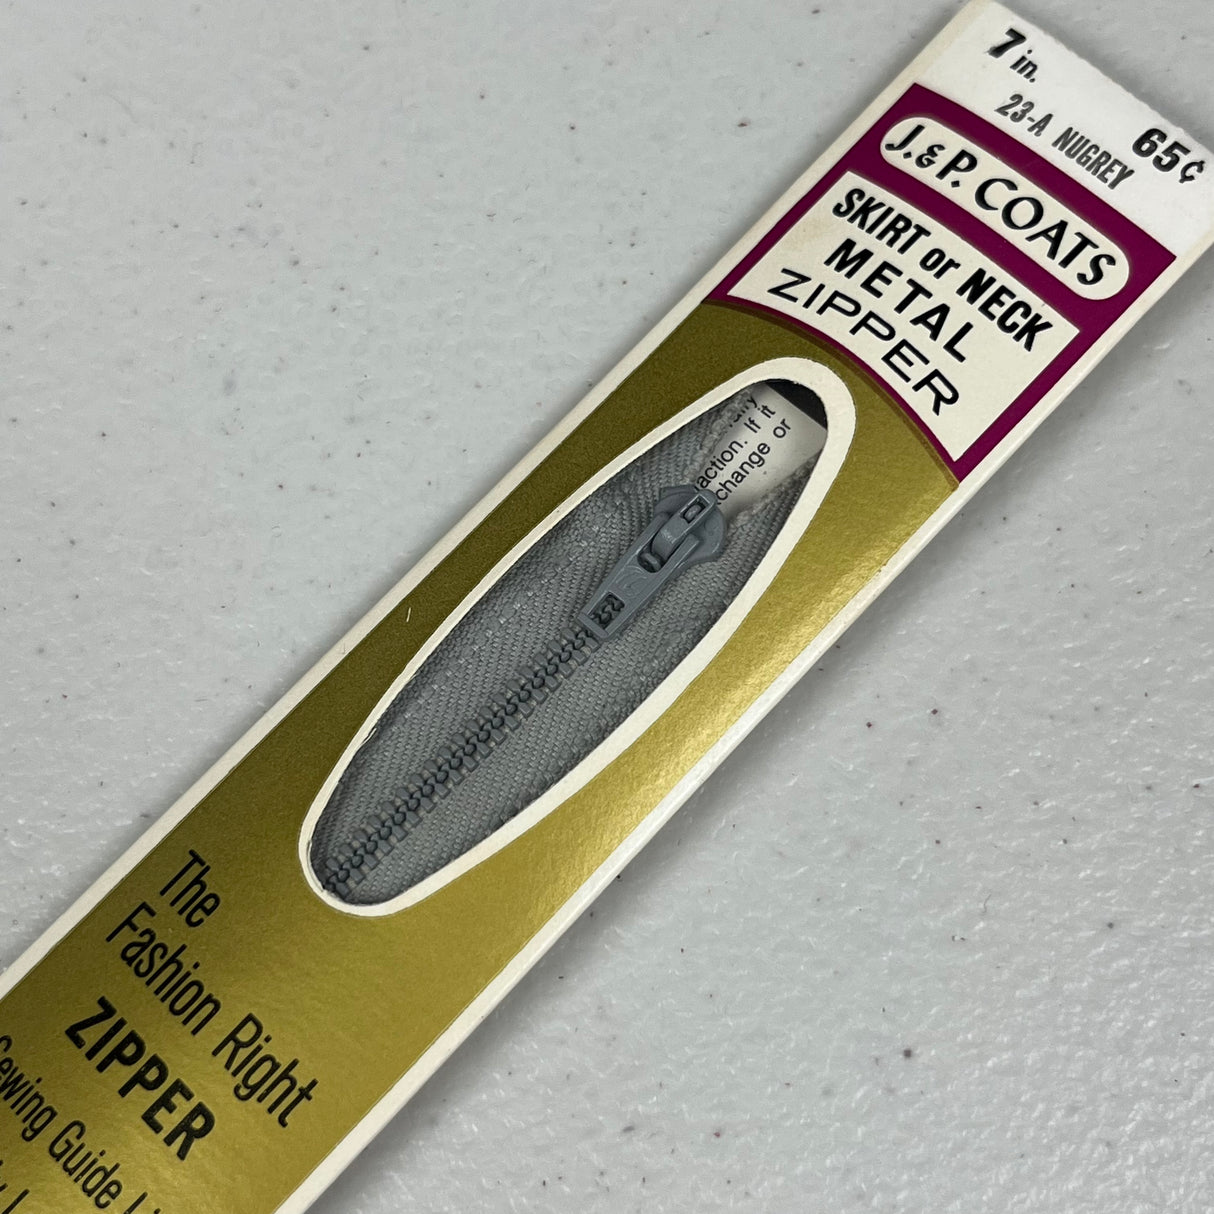 7 in.
23-A NUGREY
65¢
J. & P. COATS
SKIRT or NECK
METAL
ZIPPER
action. If it
change or
The
Fashion Right
ZIPPER
Sewing Guide